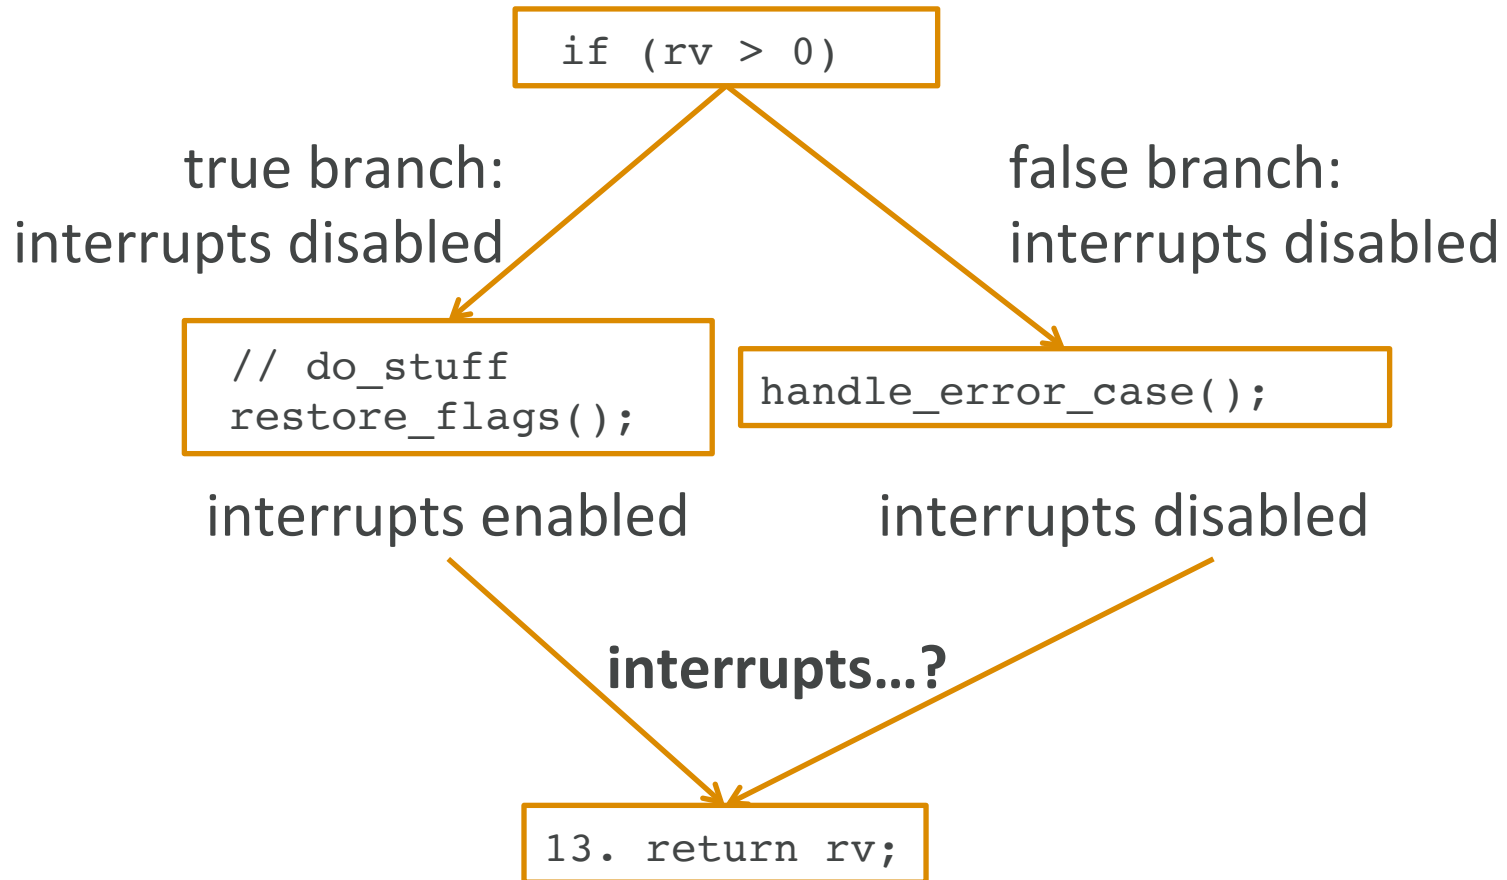 if (rv > 0)
true branch:
interrupts disabled
false branch:
interrupts disabled
// do_stuff
restore_flags();
handle_error_case();
interrupts enabled
interrupts disabled
interrupts…?
13. return rv;